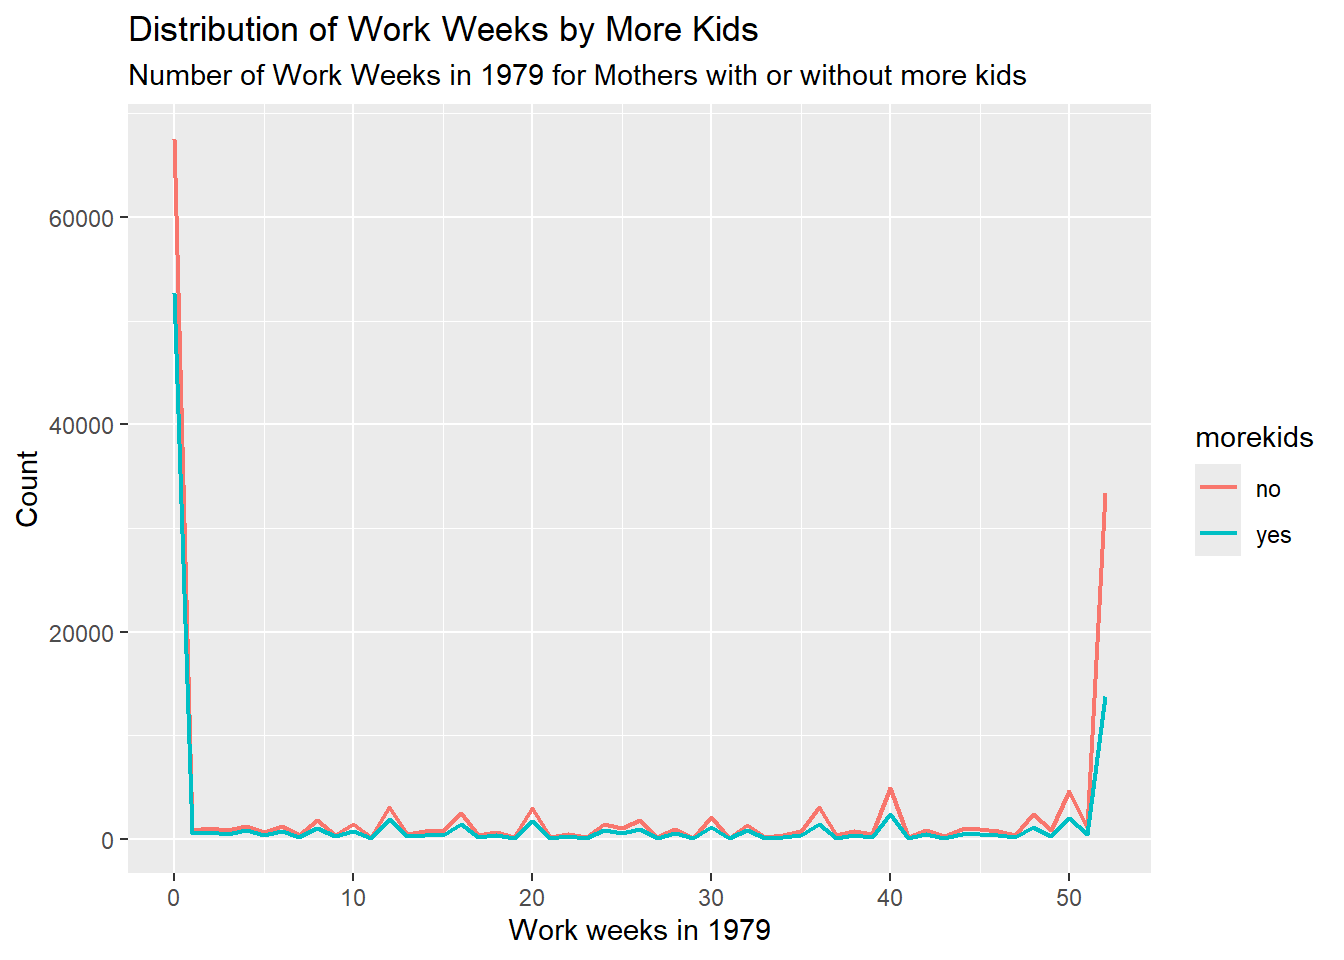 Distribution of Work Weeks by More Kids
Number of Work Weeks in 1979 for Mothers with or without more kids
60000
40000
20000
0
Count
0 10 20 30 40 50
Work weeks in 1979
morekids
no
yes